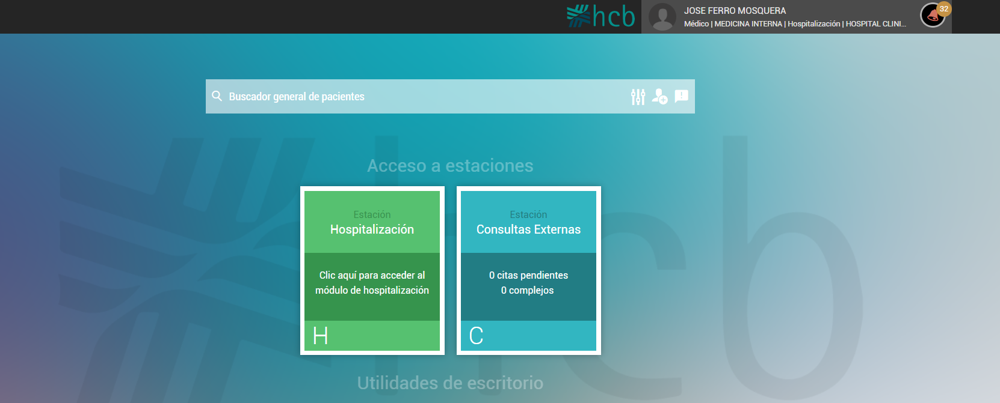 hcb
JOSE FERRO MOSQUERA
32
Médico | MEDICINA INTERNA | Hospitalización | HOSPITAL CLINI...
Buscador general de pacientes
hcb
Acceso a estaciones
Estación
Hospitalización
Clic aquí para acceder al
módulo de hospitalización
H
Estación
Consultas Externas
0 citas pendientes
0 complejos
C
Utilidades de escritorio